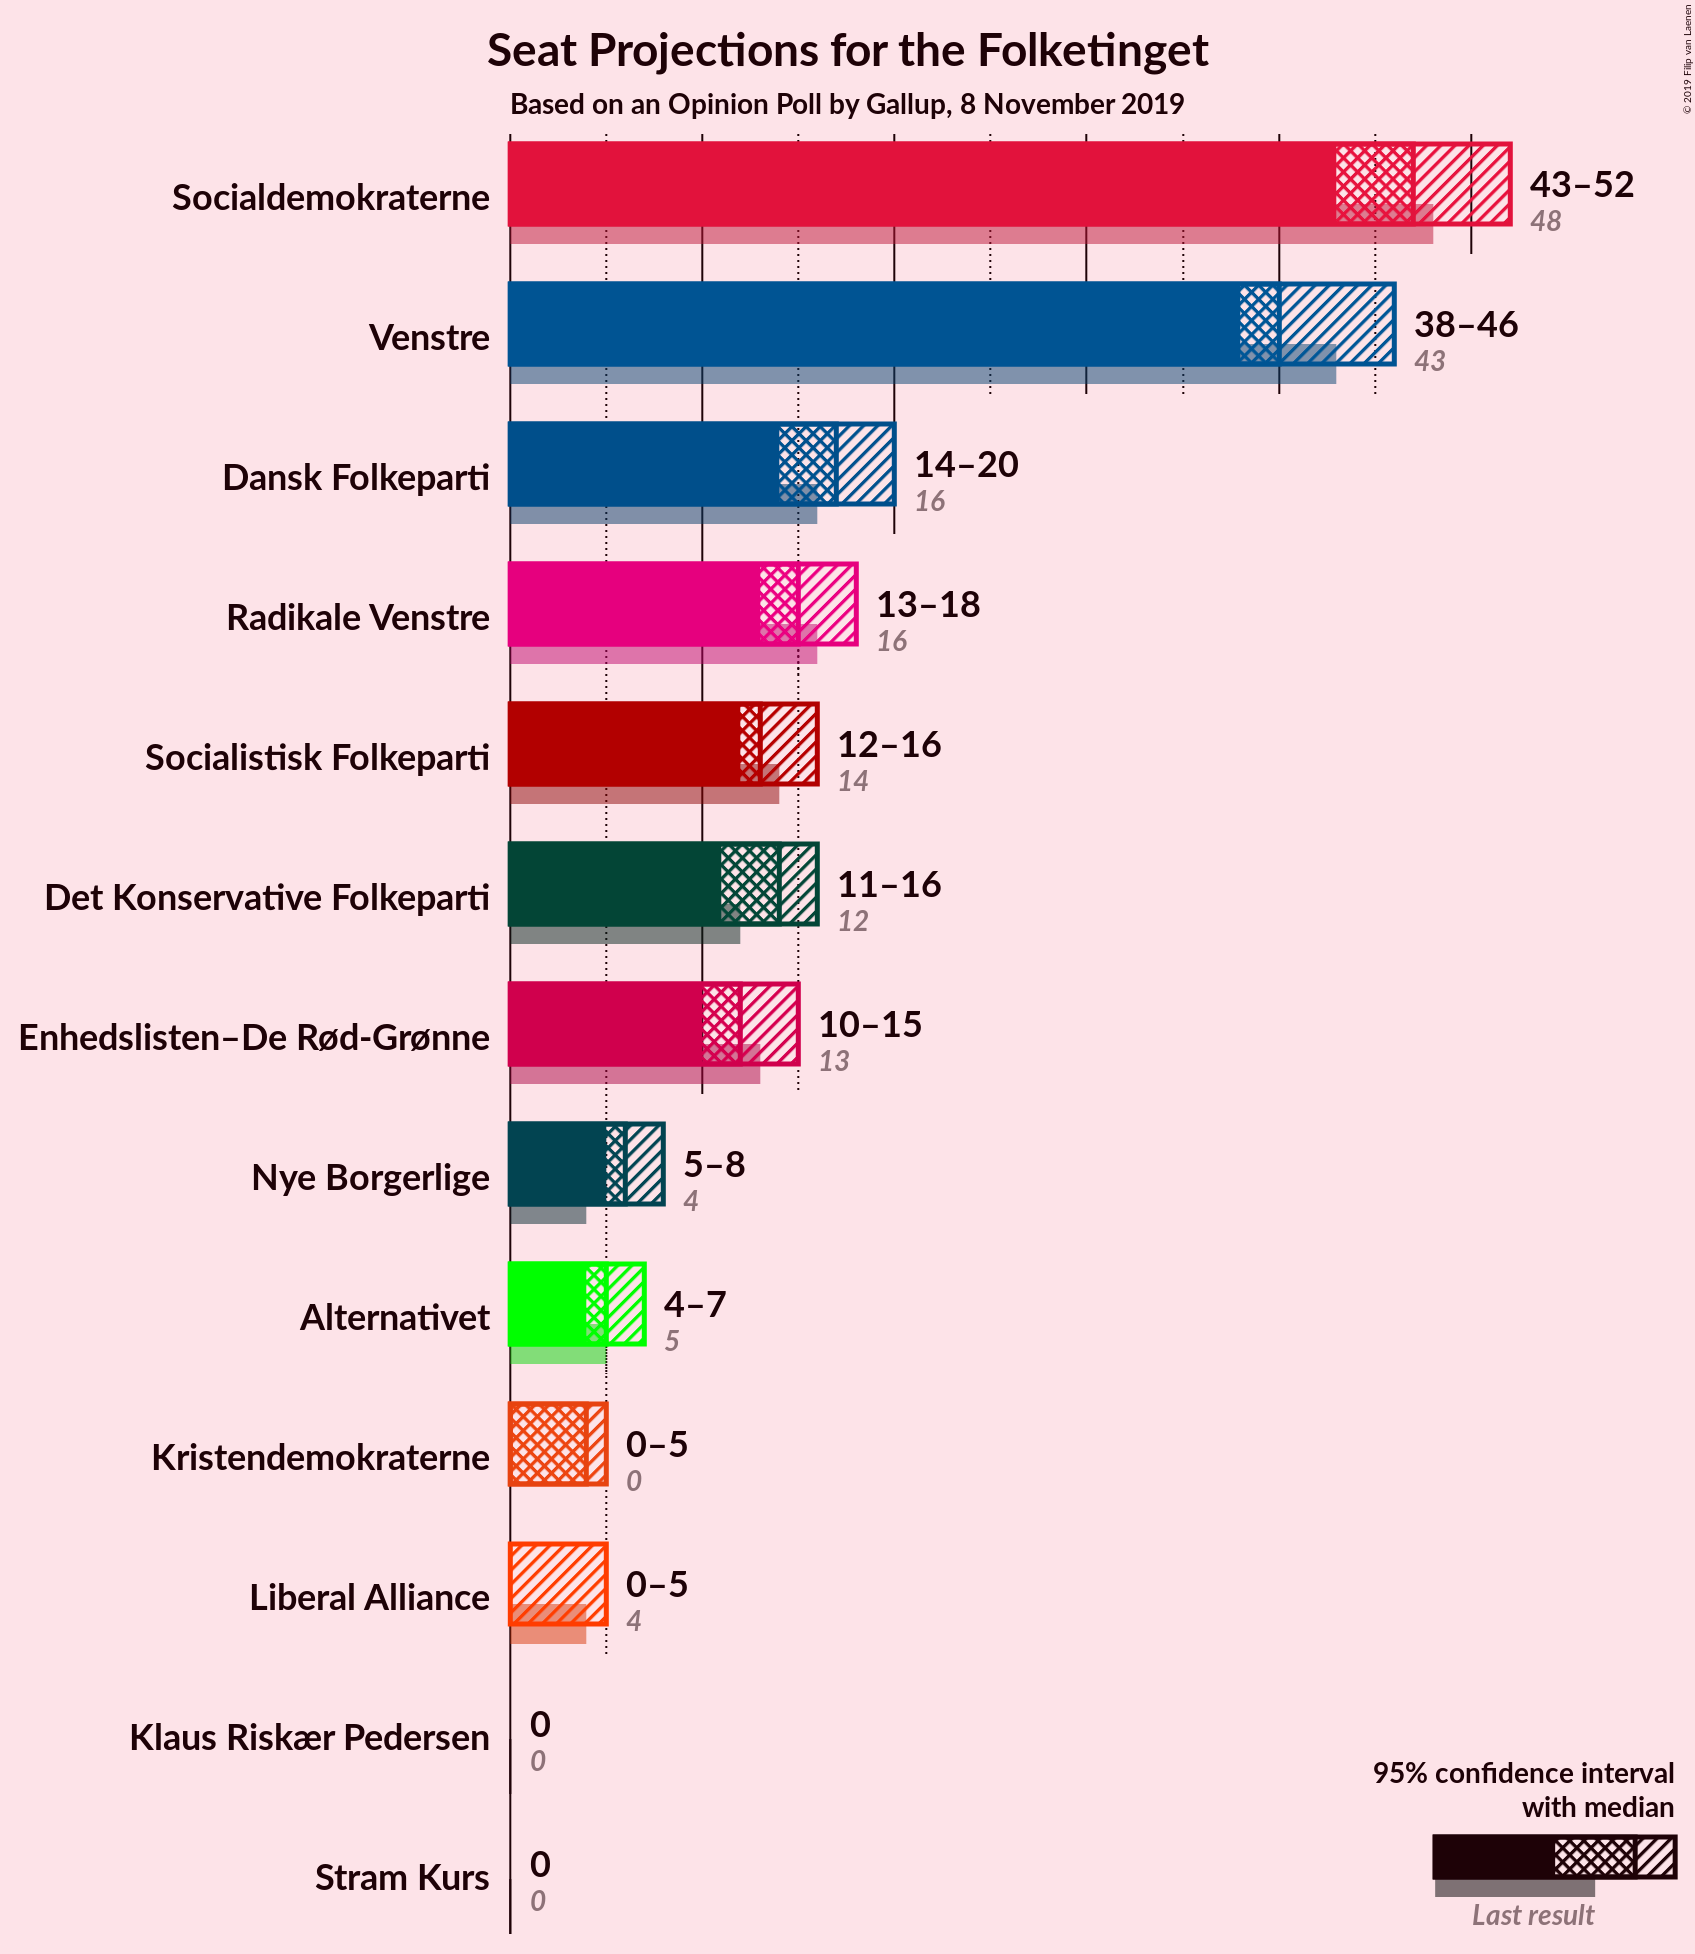 Seat Projections for the Folketinget
Based on an Opinion Poll by Gallup, 8 November 2019
© 2019 Filip van Laenen
Socialdemokraterne
43–52
48
Venstre
38–46
43
Dansk Folkeparti
14–20
16
Radikale Venstre
13–18
16
Socialistisk Folkeparti
12–16
14
Det Konservative Folkeparti
11–16
12
Enhedslisten–De Rød-Grønne
10–15
13
Nye Borgerlige
5–8
4
Alternativet
4–7
5
Kristendemokraterne
0–5
0
Liberal Alliance
0–5
4
Klaus Riskær Pedersen
0
0
Stram Kurs
0
0
95% confidence interval
with median
Last result